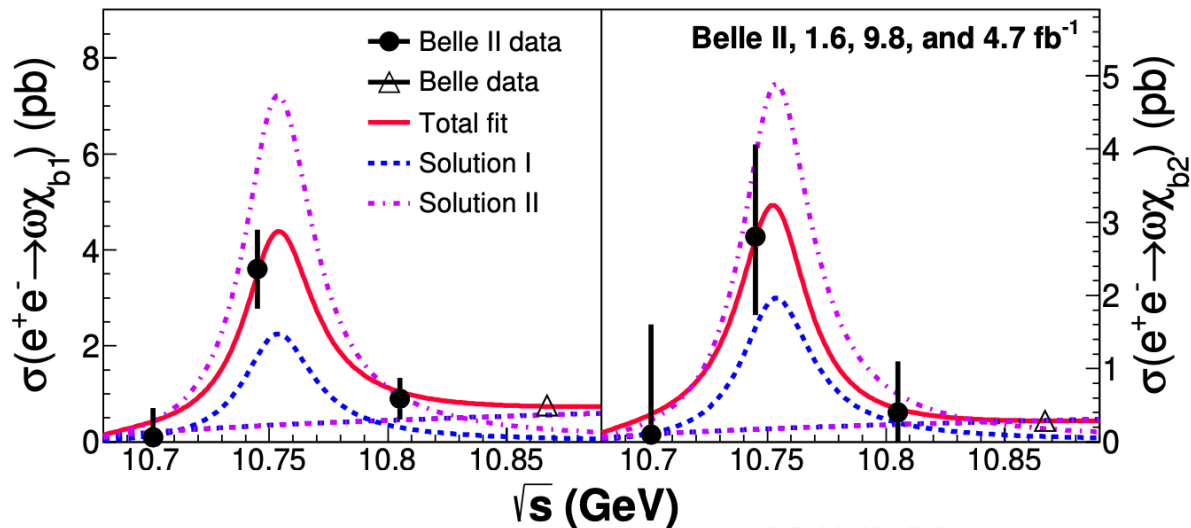 σ(e⁺e⁻→ωχ_b1) (pb)
8
6
4
2
0
Belle II data
Belle data
Total fit
Solution I
Solution II
10.7 10.75 10.8 10.85
Belle II, 1.6, 9.8, and 4.7 fb⁻¹
5
4
3
2
1
0
σ(e⁺e⁻→ωχ_b2) (pb)
10.7 10.75 10.8 10.85
√s (GeV)